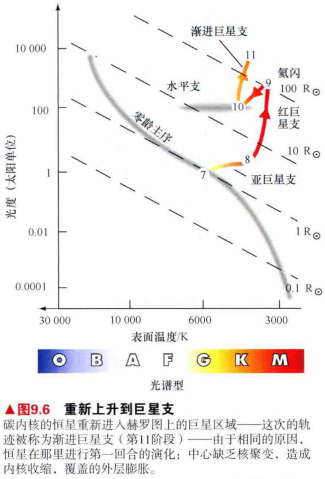 渐进巨星支
10 000
11
氦闪
9
100 R⊙
水平支
10
红巨
星支
100
零龄主序
10 R⊙
光度（太阳单位）
8
亚巨星支
1
7
1 R⊙
0.01
0.1 R⊙
0.0001
30 000
10 000
6000
3000
表面温度/K
O B A F G K M
光谱型
▲图9.6 重新上升到巨星支
碳内核的恒星重新进入赫罗图上的巨星区域——这次的轨
迹被称为渐进巨星支（第11阶段）——由于相同的原因，
恒星在那里进行第一回合的演化：中心缺乏核聚变，造成
内核收缩，覆盖的外层膨胀。